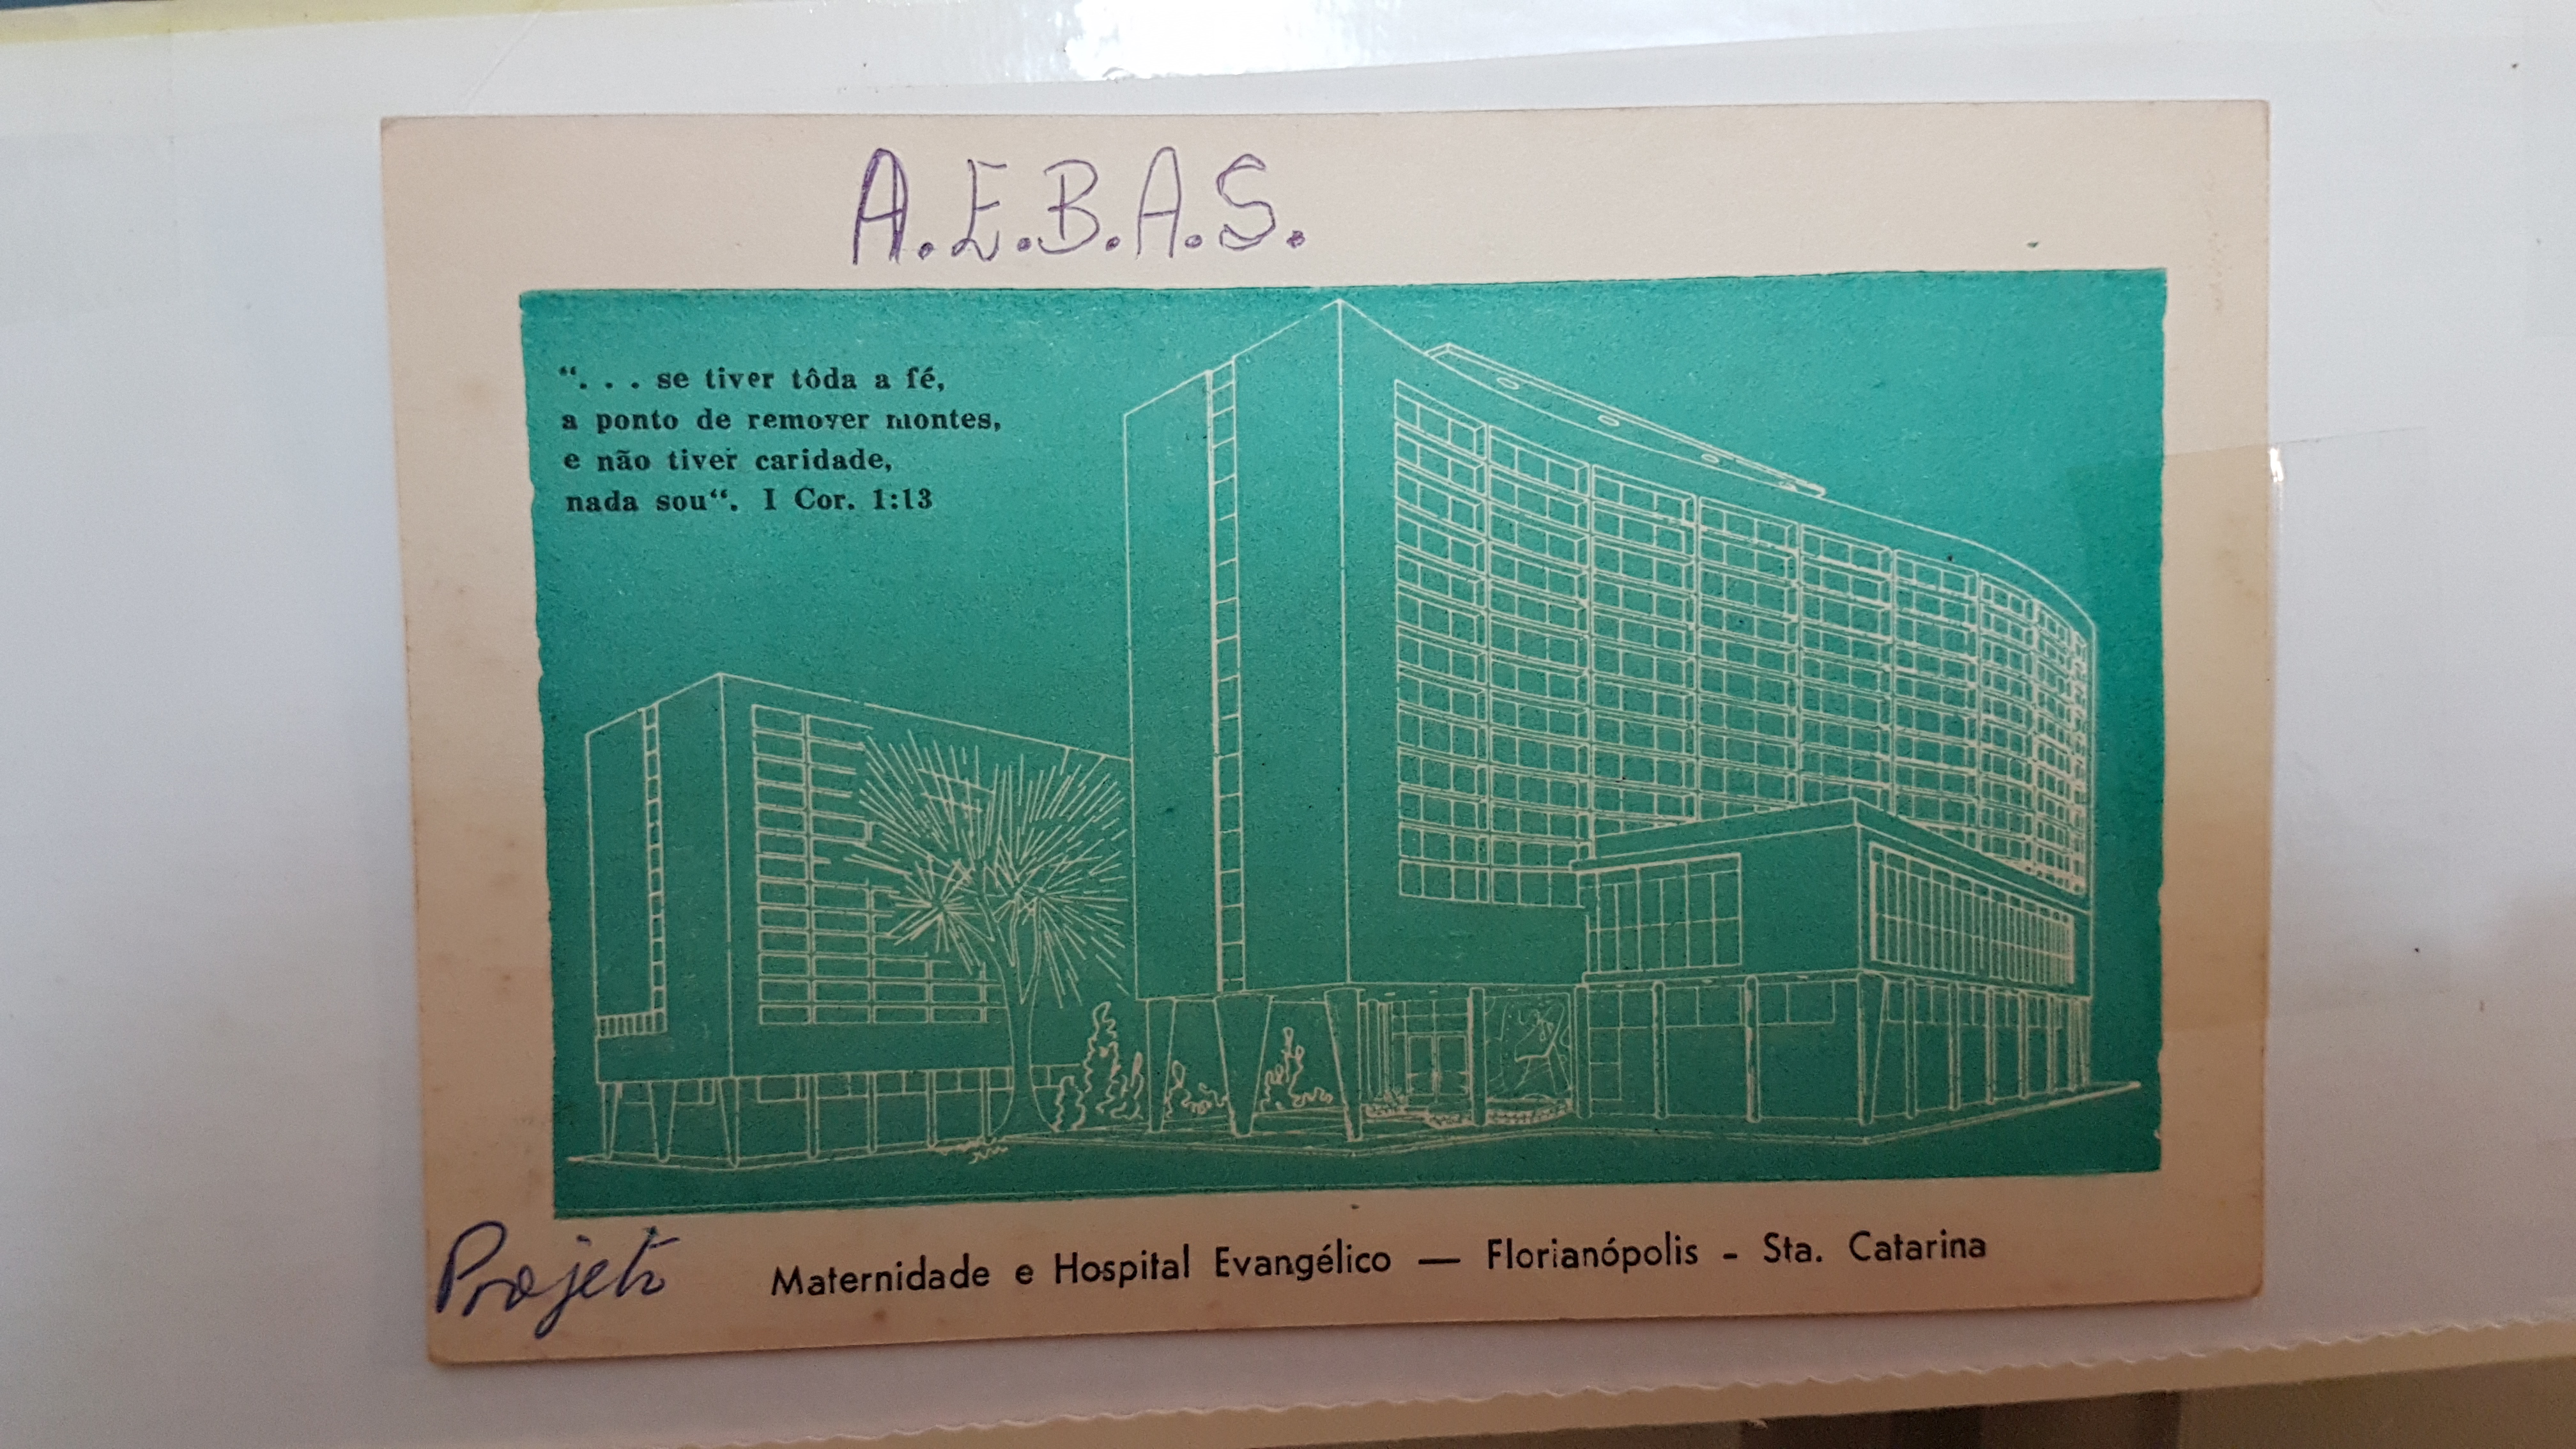 A.E.B.A.S.
“. . . se tiver tôda a fé,
a ponto de remover montes,
e não tiver caridade,
nada sou“. I Cor. 1:13
Projeto
Maternidade e Hospital Evangélico — Florianópolis - Sta. Catarina